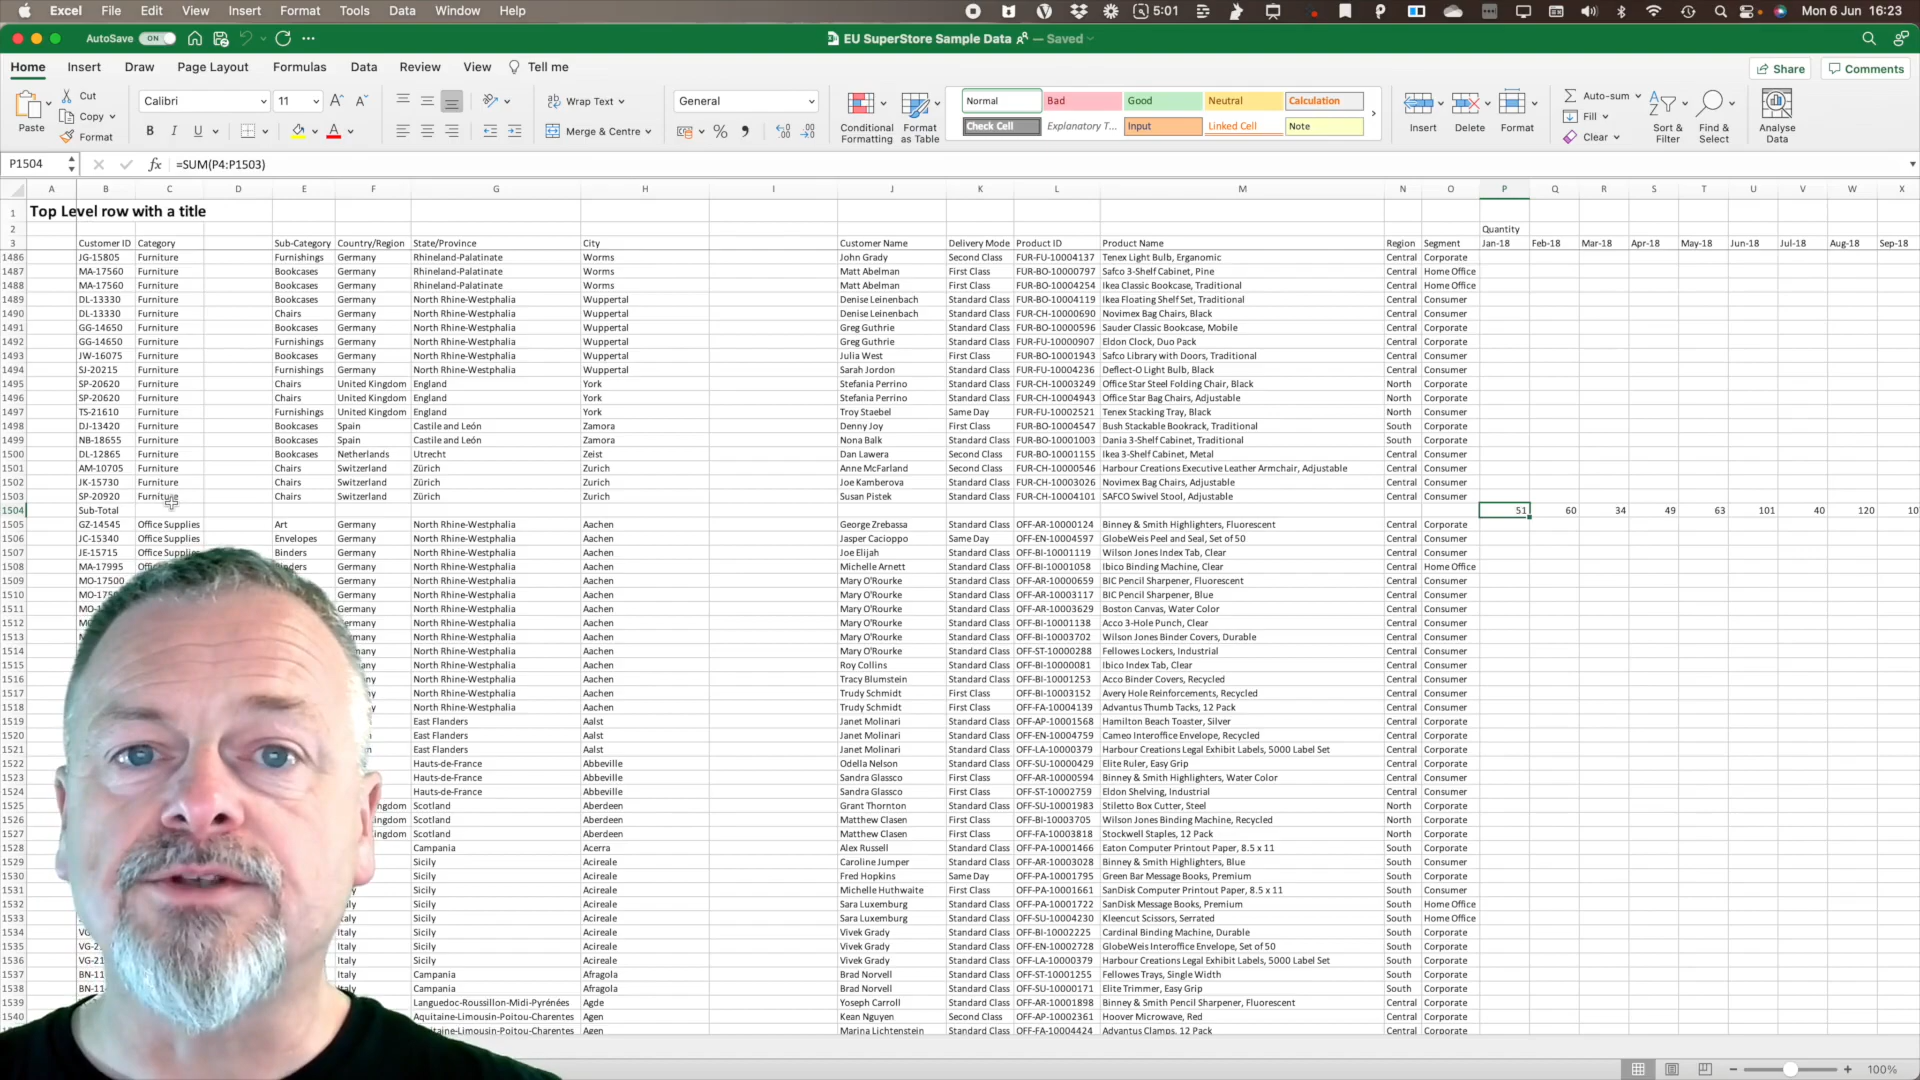 Excel File Edit View Insert Format Tools Data Window Help 5:01 Mon 6 Jun 16:23
AutoSave ON EU SuperStore Sample Data — Saved
Home Insert Draw Page Layout Formulas Data Review View Tell me Share Comments
Paste Cut Copy Format
Calibri 11 Wrap Text Merge & Centre General
Conditional Formatting Format as Table
Normal Bad Good Neutral Calculation
Check Cell Explanatory T... Input Linked Cell Note
Insert Delete Format Auto-sum Fill Clear Sort & Filter Find & Select Analyse Data
P1504 fx =SUM(P4:P1503)
A B C D E F G H I J K L M N O P Q R S T U V W X
1 Top Level row with a title
2 Quantity
3 Customer ID Category Sub-Category Country/Region State/Province City Customer Name Delivery Mode Product ID Product Name Region Segment Jan-18 Feb-18 Mar-18 Apr-18 May-18 Jun-18 Jul-18 Aug-18 Sep-18
1486 JG-15805 Furniture Furnishings Germany Rhineland-Palatinate Worms John Grady Second Class FUR-FU-10004137 Tenex Light Bulb, Erganomic Central Corporate
1487 MA-17560 Furniture Bookcases Germany Rhineland-Palatinate Worms Matt Abelman First Class FUR-BO-10000797 Safco 3-Shelf Cabinet, Pine Central Home Office
1488 MA-17560 Furniture Bookcases Germany Rhineland-Palatinate Worms Matt Abelman First Class FUR-BO-10004254 Ikea Classic Bookcase, Traditional Central Home Office
1489 DL-13330 Furniture Bookcases Germany North Rhine-Westphalia Wuppertal Denise Leinenbach Standard Class FUR-BO-10004119 Ikea Floating Shelf Set, Traditional Central Consumer
1490 DL-13330 Furniture Chairs Germany North Rhine-Westphalia Wuppertal Denise Leinenbach Standard Class FUR-CH-10000690 Novimex Bag Chairs, Black Central Consumer
1491 GG-14650 Furniture Bookcases Germany North Rhine-Westphalia Wuppertal Greg Guthrie Standard Class FUR-BO-10000596 Sauder Classic Bookcase, Mobile Central Corporate
1492 GG-14650 Furniture Furnishings Germany North Rhine-Westphalia Wuppertal Greg Guthrie Standard Class FUR-FU-10000907 Eldon Clock, Duo Pack Central Corporate
1493 JW-16075 Furniture Bookcases Germany North Rhine-Westphalia Wuppertal Julia West First Class FUR-BO-10001943 Safco Library with Doors, Traditional Central Consumer
1494 SJ-20215 Furniture Furnishings Germany North Rhine-Westphalia Wuppertal Sarah Jordon Standard Class FUR-FU-10004236 Deflect-O Light Bulb, Black Central Consumer
1495 SP-20620 Furniture Chairs United Kingdom England York Stefania Perrino Standard Class FUR-CH-10003249 Office Star Steel Folding Chair, Black North Corporate
1496 SP-20620 Furniture Chairs United Kingdom England York Stefania Perrino Standard Class FUR-CH-10004943 Office Star Bag Chairs, Adjustable North Corporate
1497 TS-21610 Furniture Furnishings United Kingdom England York Troy Staebel Same Day FUR-FU-10002521 Tenex Stacking Tray, Black North Consumer
1498 DJ-13420 Furniture Bookcases Spain Castile and León Zamora Denny Joy First Class FUR-BO-10004547 Bush Stackable Bookrack, Traditional South Corporate
1499 NB-18655 Furniture Bookcases Spain Castile and León Zamora Nona Balk Standard Class FUR-BO-10001003 Dania 3-Shelf Cabinet, Traditional South Corporate
1500 DL-12865 Furniture Bookcases Netherlands Utrecht Zeist Dan Lawera Second Class FUR-BO-10001155 Ikea 3-Shelf Cabinet, Metal Central Consumer
1501 AM-10705 Furniture Chairs Switzerland Zürich Zurich Anne McFarland Second Class FUR-CH-10000546 Harbour Creations Executive Leather Armchair, Adjustable Central Consumer
1502 JK-15730 Furniture Chairs Switzerland Zürich Zurich Joe Kamberova Second Class FUR-CH-10003026 Novimex Bag Chairs, Adjustable Central Consumer
1503 SP-20920 Furniture Chairs Switzerland Zürich Zurich Susan Pistek Second Class FUR-CH-10004101 SAFCO Swivel Stool, Adjustable Central Consumer
1504 Sub-Total 51 60 34 49 63 101 40 120 10
1505 GZ-14545 Office Supplies Art Germany North Rhine-Westphalia Aachen George Zrebassa Second Class OFF-AR-10000124 Binney & Smith Highlighters, Fluorescent Central Corporate
1506 JC-15340 Office Supplies Envelopes Germany North Rhine-Westphalia Aachen Jasper Cacioppo Same Day OFF-EN-10004597 GlobeWeis Peel and Seal, Set of 50 Central Consumer
1507 JE-15715 Office Supplies Binders Germany North Rhine-Westphalia Aachen Joe Elijah Second Class OFF-BI-10001119 Wilson Jones Index Tab, Clear Central Consumer
1508 MA-17995 Germany North Rhine-Westphalia Aachen Michelle Arnett First Class OFF-BI-10001058 Ibico Binding Machine, Clear Central Home Office
1509 MO-17500 Germany North Rhine-Westphalia Aachen Mary O'Rourke Standard Class OFF-AR-10000659 BIC Pencil Sharpener, Fluorescent Central Consumer
1510 Germany North Rhine-Westphalia Aachen Mary O'Rourke Standard Class OFF-AR-10003117 BIC Pencil Sharpener, Blue Central Consumer
1511 Germany North Rhine-Westphalia Aachen Mary O'Rourke Standard Class OFF-AR-10003629 Boston Canvas, Water Color Central Consumer
North Rhine-Westphalia Aachen Mary O'Rourke Standard Class OFF-BI-10001138 Acco 3-Hole Punch, Clear Central Consumer
1513 North Rhine-Westphalia Aachen Mary O'Rourke Standard Class OFF-BI-10003702 Wilson Jones Binder Covers, Durable Central Consumer
1514 North Rhine-Westphalia Aachen Mary O'Rourke Standard Class OFF-ST-10000288 Fellowes Lockers, Industrial Central Consumer
1515 North Rhine-Westphalia Aachen Roy Collins Standard Class OFF-BI-10000081 Ibico Index Tab, Clear Central Consumer
1516 North Rhine-Westphalia Aachen Tracy Blumstein Standard Class OFF-BI-10001253 Acco Binder Covers, Recycled Central Consumer
1517 North Rhine-Westphalia Aachen Trudy Schmidt First Class OFF-BI-10003152 Avery Hole Reinforcements, Recycled Central Consumer
1518 North Rhine-Westphalia Aachen Trudy Schmidt First Class OFF-FA-10004139 Advantus Thumb Tacks, 12 Pack Central Consumer
1519 East Flanders Aalst Janet Molinari Standard Class OFF-AP-10001568 Hamilton Beach Toaster, Silver Central Corporate
1520 East Flanders Aalst Janet Molinari Standard Class OFF-EN-10004759 Cameo Interoffice Envelope, Recycled Central Corporate
1521 East Flanders Aalst Janet Molinari Standard Class OFF-LA-10000379 Harbour Creations Legal Exhibit Labels, 5000 Label Set Central Corporate
1522 Hauts-de-France Abbeville Odella Nelson Standard Class OFF-SU-10000429 Elite Ruler, Easy Grip Central Corporate
1523 Hauts-de-France Abbeville Sandra Glassco First Class OFF-AR-10000594 Binney & Smith Highlighters, Water Color Central Consumer
1524 Hauts-de-France Abbeville Sandra Glassco First Class OFF-ST-10002759 Eldon Shelving, Industrial Central Consumer
1525 Scotland Aberdeen Grant Thornton Standard Class OFF-SU-10001983 Stiletto Box Cutter, Steel North Corporate
1526 Scotland Aberdeen Matthew Clasen First Class OFF-BI-10003705 Wilson Jones Binding Machine, Recycled North Corporate
1527 Scotland Aberdeen Matthew Clasen First Class OFF-FA-10003818 Stockwell Staples, 12 Pack North Corporate
1528 Campania Acerra Alex Russell Standard Class OFF-PA-10001466 Eaton Computer Printout Paper, 8.5 x 11 South Corporate
1529 Sicily Acireale Caroline Jumper Standard Class OFF-AR-10003028 Binney & Smith Highlighters, Blue South Consumer
1530 Sicily Acireale Fred Hopkins Same Day OFF-PA-10001795 Green Bar Message Books, Premium South Corporate
1531 Sicily Acireale Michelle Huthwaite First Class OFF-PA-10001661 SanDisk Computer Printout Paper, 8.5 x 11 South Consumer
1532 Sicily Acireale Sara Luxemburg Standard Class OFF-PA-10001722 SanDisk Message Books, Premium South Home Office
1533 Sicily Acireale Sara Luxemburg Standard Class OFF-SU-10004230 Kleencut Scissors, Serrated South Home Office
1534 Italy Sicily Acireale Vivek Grady Standard Class OFF-BI-10002225 Cardinal Binding Machine, Durable South Corporate
1535 Italy Sicily Acireale Vivek Grady Standard Class OFF-EN-10002728 GlobeWeis Interoffice Envelope, Set of 50 South Corporate
1536 Italy Sicily Acireale Vivek Grady Standard Class OFF-LA-10000379 Harbour Creations Legal Exhibit Labels, 5000 Label Set South Corporate
1537 Italy Campania Afragola Brad Norvell Standard Class OFF-ST-10001255 Fellowes Trays, Single Width South Corporate
1538 Italy Campania Afragola Brad Norvell Standard Class OFF-SU-10000171 Elite Trimmer, Easy Grip South Corporate
1539 Languedoc-Roussillon-Midi-Pyrénées Agde Yoseph Carroll First Class OFF-AR-10001898 Binney & Smith Pencil Sharpener, Fluorescent Central Corporate
1540 Aquitaine-Limousin-Poitou-Charentes Agen Kean Nguyen Second Class OFF-AP-10002361 Hoover Microwave, Red Central Corporate
Aquitaine-Limousin-Poitou-Charentes Agen Marina Lichtenstein Standard Class OFF-FA-10004424 Advantus Clamps, 12 Pack Central Corporate
100%